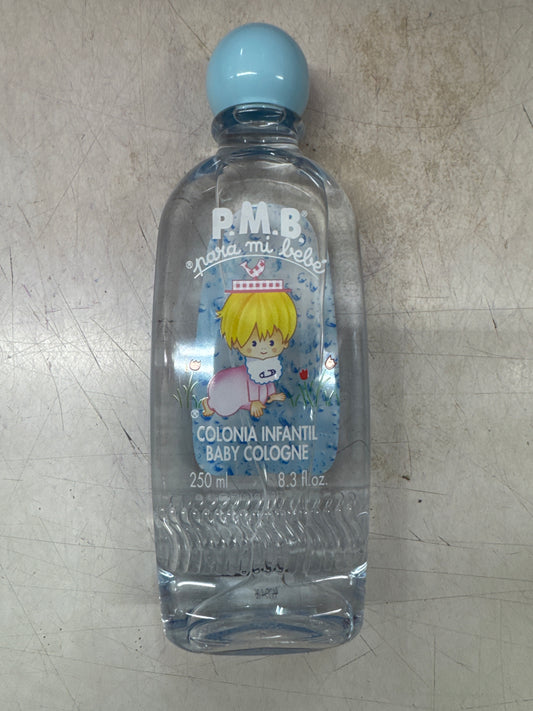 P.M.B.®
®para mi bebé
®
COLONIA INFANTIL
BABY COLOGNE
250 ml 8.3 fl.oz.